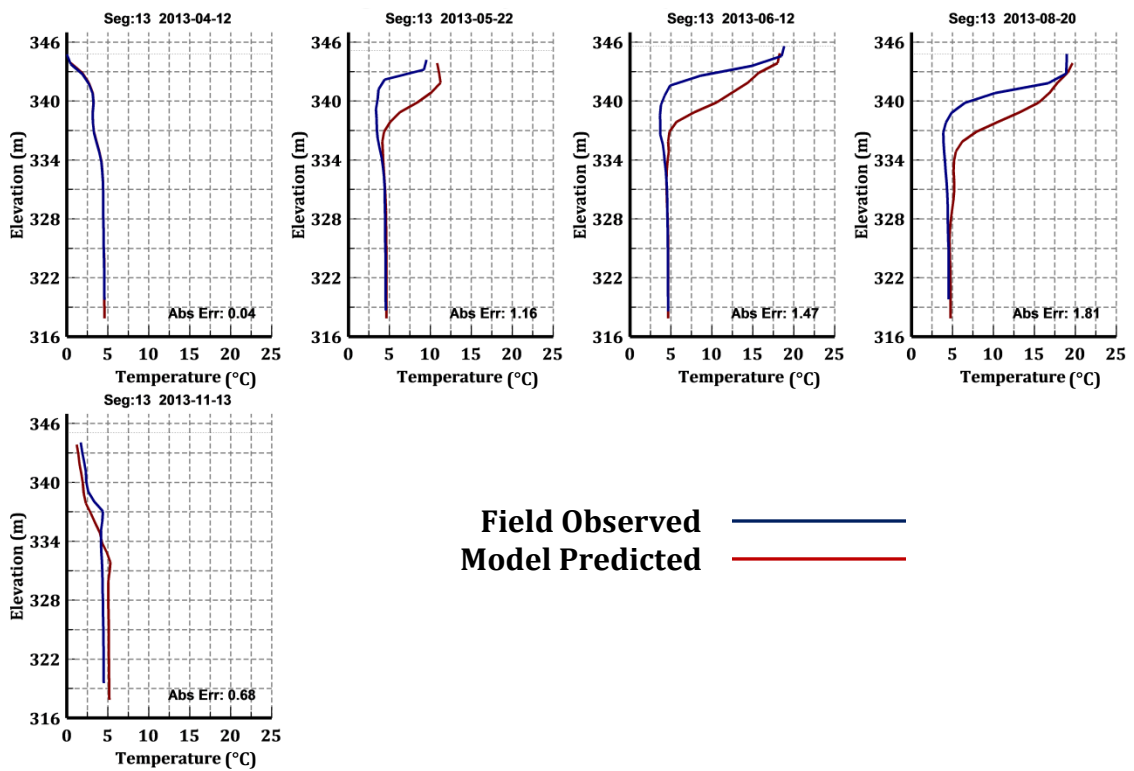 Seg:13 2013-04-12
Seg:13 2013-05-22
Seg:13 2013-06-12
Seg:13 2013-08-20
346
340
334
328
322
316
Elevation (m)
Abs Err: 0.04
0 5 10 15 20 25
Temperature (°C)
346
340
334
328
322
316
Elevation (m)
Abs Err: 1.16
0 5 10 15 20 25
Temperature (°C)
346
340
334
328
322
316
Elevation (m)
Abs Err: 1.47
0 5 10 15 20 25
Temperature (°C)
346
340
334
328
322
316
Elevation (m)
Abs Err: 1.81
0 5 10 15 20 25
Temperature (°C)
Seg:13 2013-11-13
346
340
334
328
322
316
Elevation (m)
Abs Err: 0.68
0 5 10 15 20 25
Temperature (°C)
Field Observed
Model Predicted